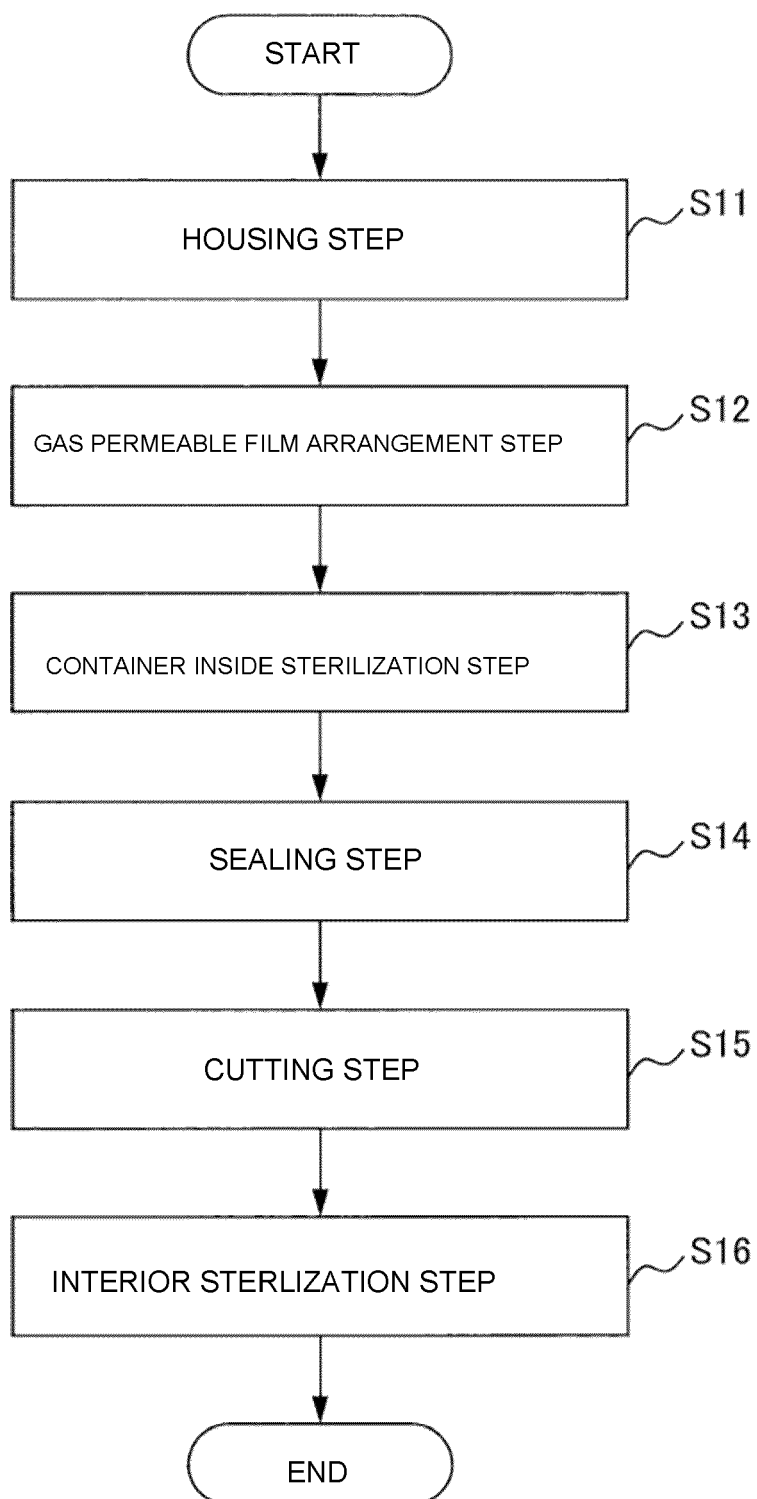 START
HOUSING STEP
S11
GAS PERMEABLE FILM ARRANGEMENT STEP
S12
CONTAINER INSIDE STERILIZATION STEP
S13
SEALING STEP
S14
CUTTING STEP
S15
INTERIOR STERLIZATION STEP
S16
END